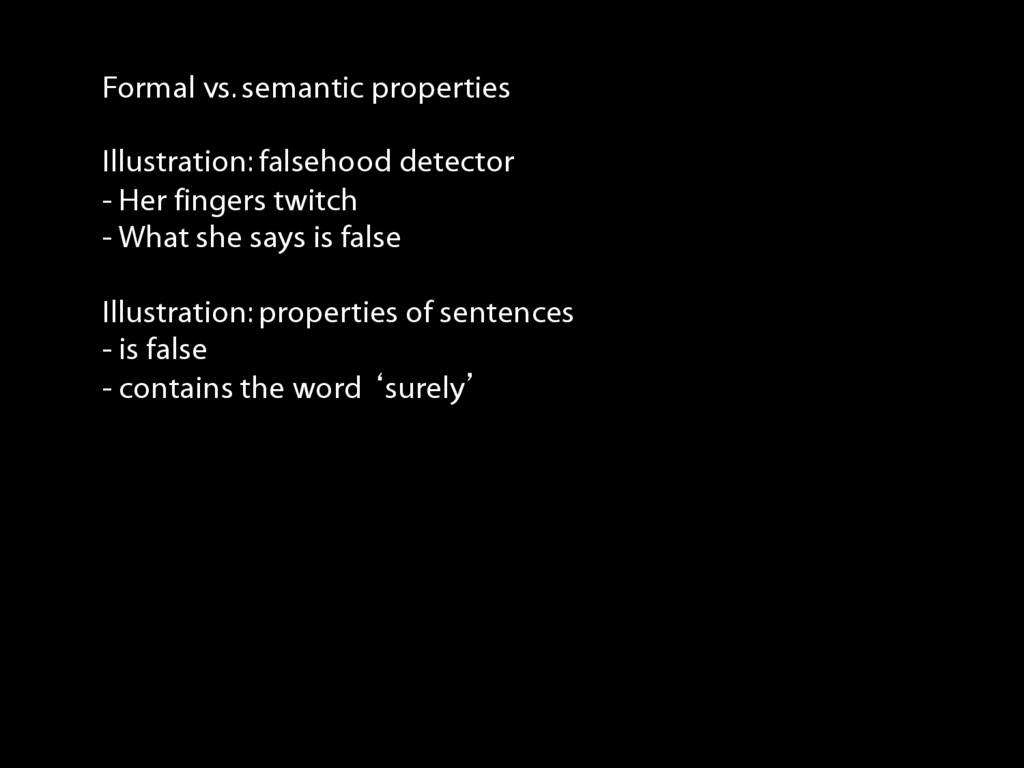 Formal vs. semantic properties
Illustration: falsehood detector
- Her fingers twitch
- What she says is false
Illustration: properties of sentences
- is false
- contains the word ‘surely’